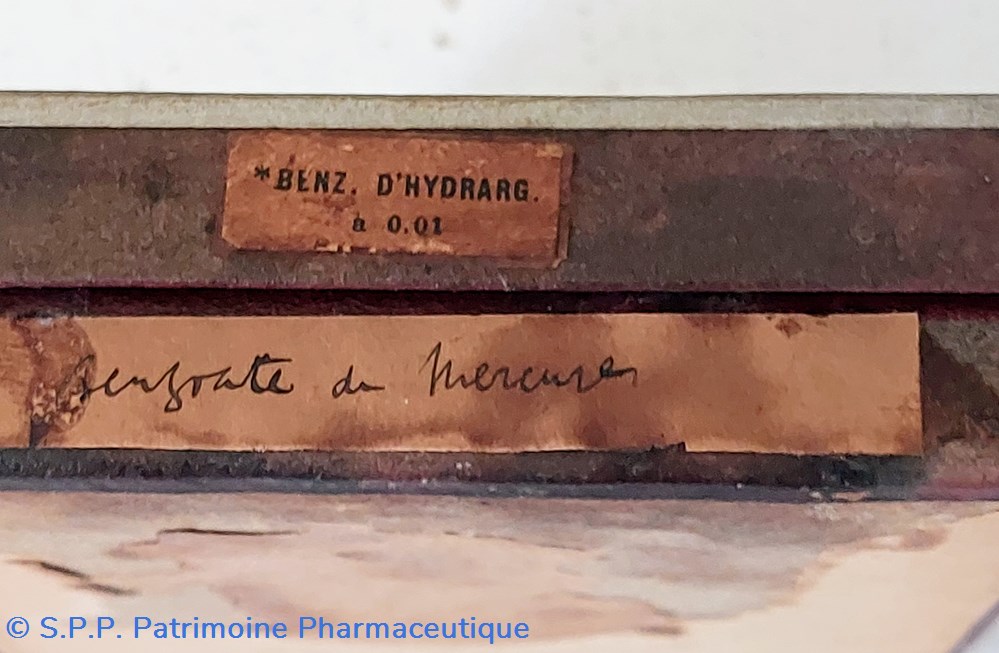 *BENZ. D'HYDRARG.
à 0.01
Benzoate de Mercure
© S.P.P. Patrimoine Pharmaceutique